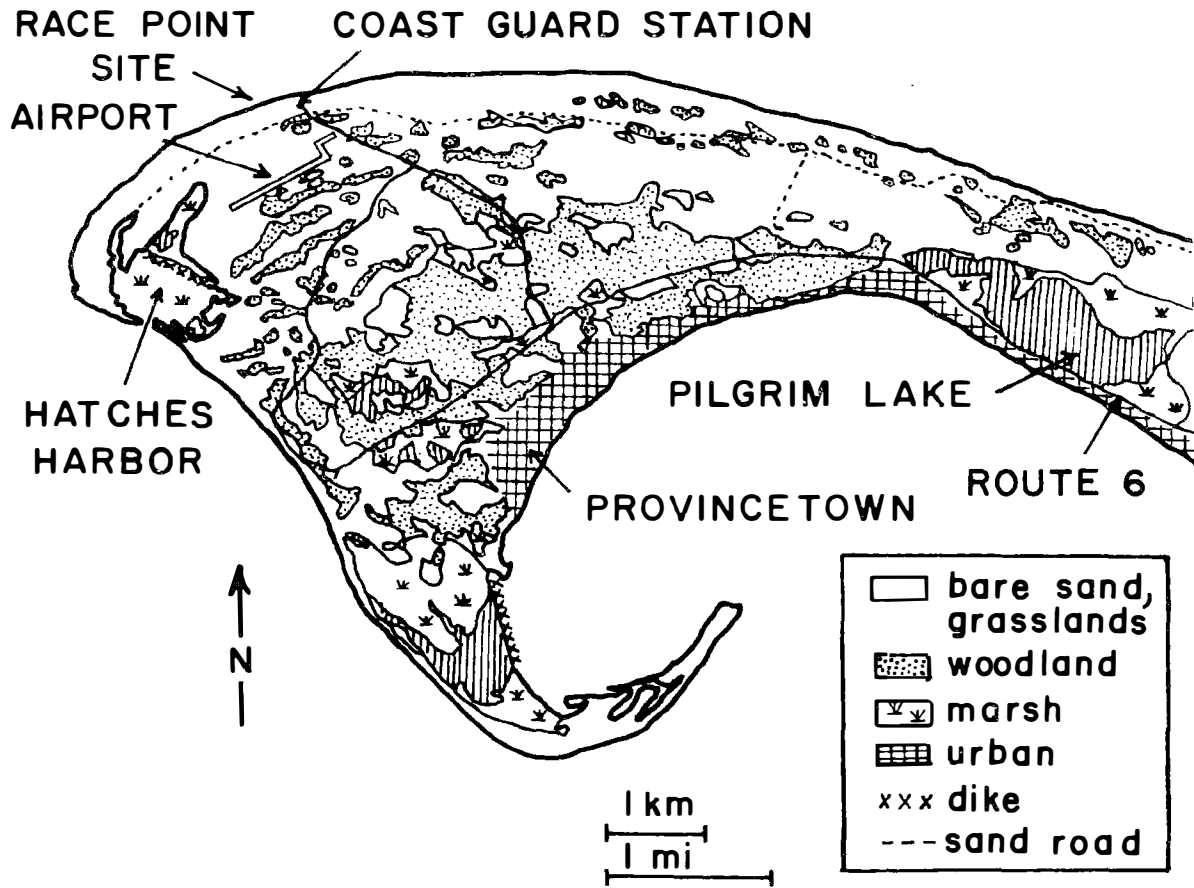 RACE POINT
SITE
COAST GUARD STATION
AIRPORT
HATCHES
HARBOR
PILGRIM LAKE
ROUTE 6
PROVINCETOWN
N
bare sand,
grasslands
woodland
marsh
urban
xxx dike
--- sand road
1 km
1 mi